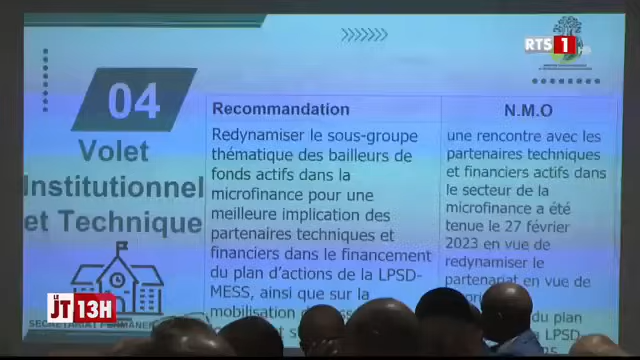 RTS 1
04
Volet
Institutionnel
et Technique
Recommandation
Redynamiser le sous-groupe
thématique des bailleurs de
fonds actifs dans la
microfinance pour une
meilleure implication des
partenaires techniques et
financiers dans le financement
du plan d'actions de la LPSD-
MESS, ainsi que sur la
mobilisation
N.M.O
une rencontre avec les
partenaires techniques
et financiers actifs dans
le secteur de la
microfinance a été
tenue le 27 février
2023 en vue de
redynamiser le
partenariat en vue de
du plan
LPSD-
LE
JT 13H